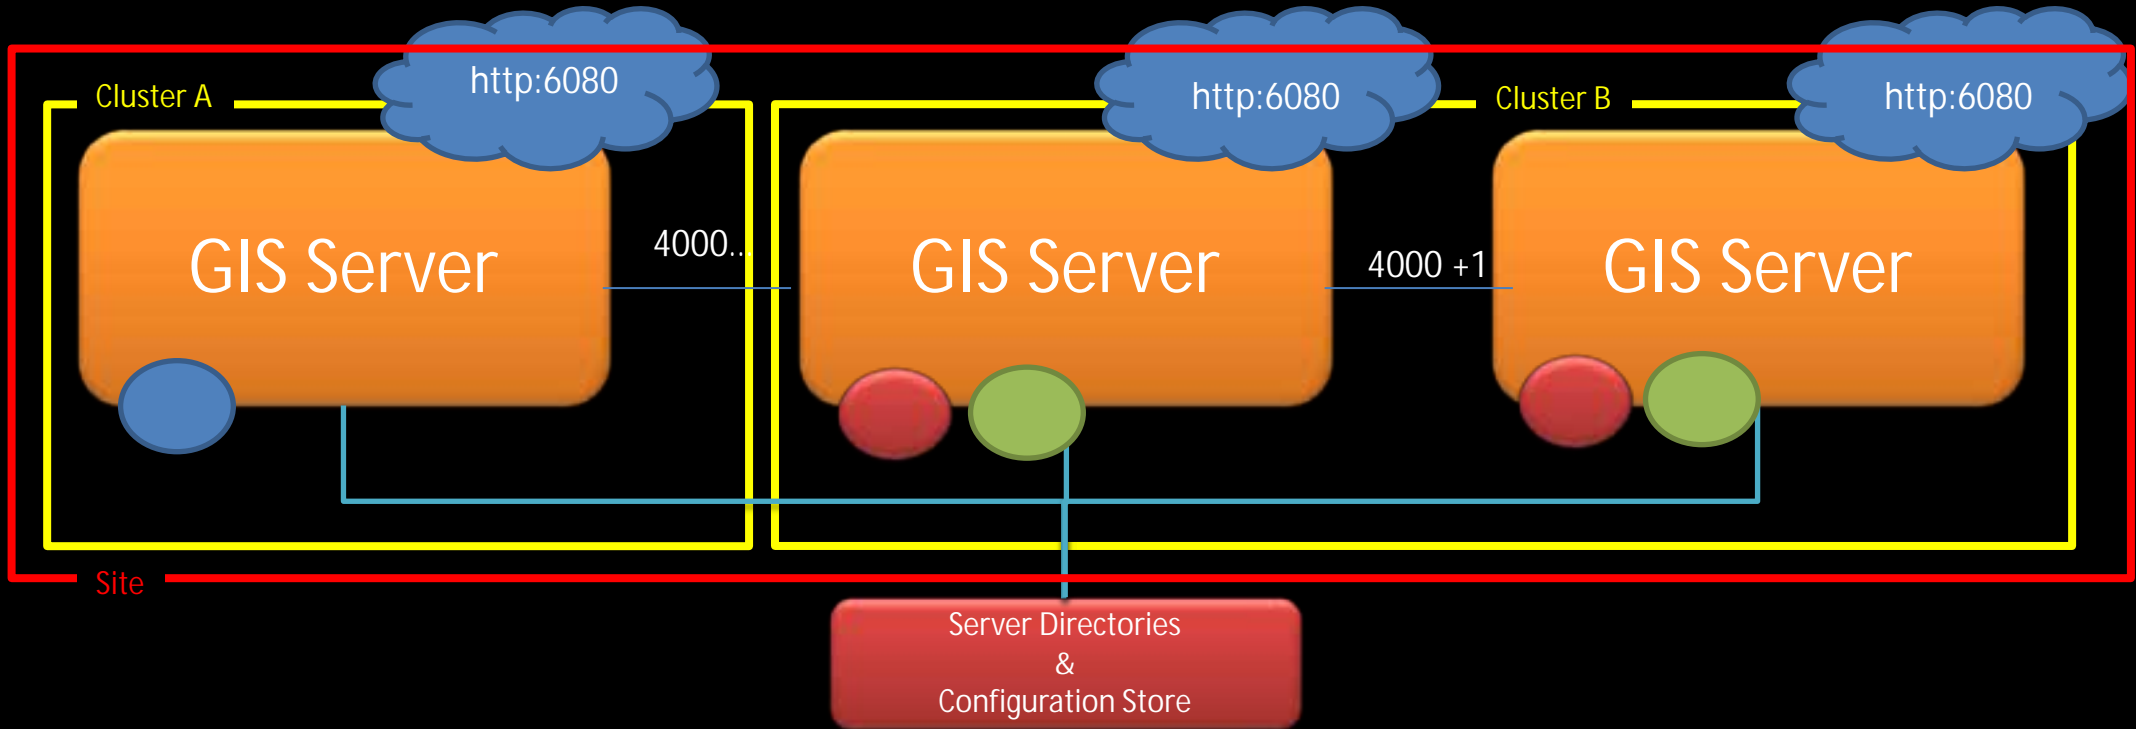 http:6080
http:6080
http:6080
Cluster A
Cluster B
GIS Server
4000...
GIS Server
4000 +1
GIS Server
Site
Server Directories
&
Configuration Store